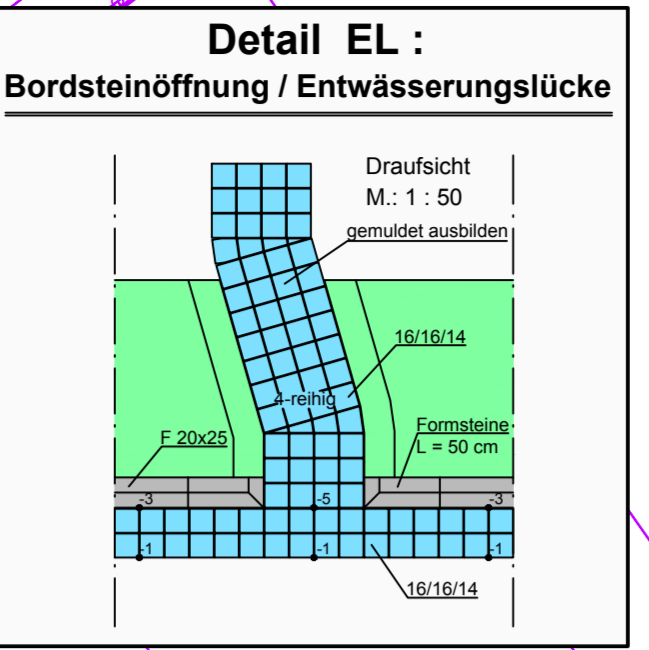 Detail EL :
Bordsteinöffnung / Entwässerungslücke
Draufsicht
M.: 1 : 50
gemuldet ausbilden
16/16/14
4-reihig
Formsteine
L = 50 cm
F 20x25
-3
-5
-3
-1
-1
-1
16/16/14